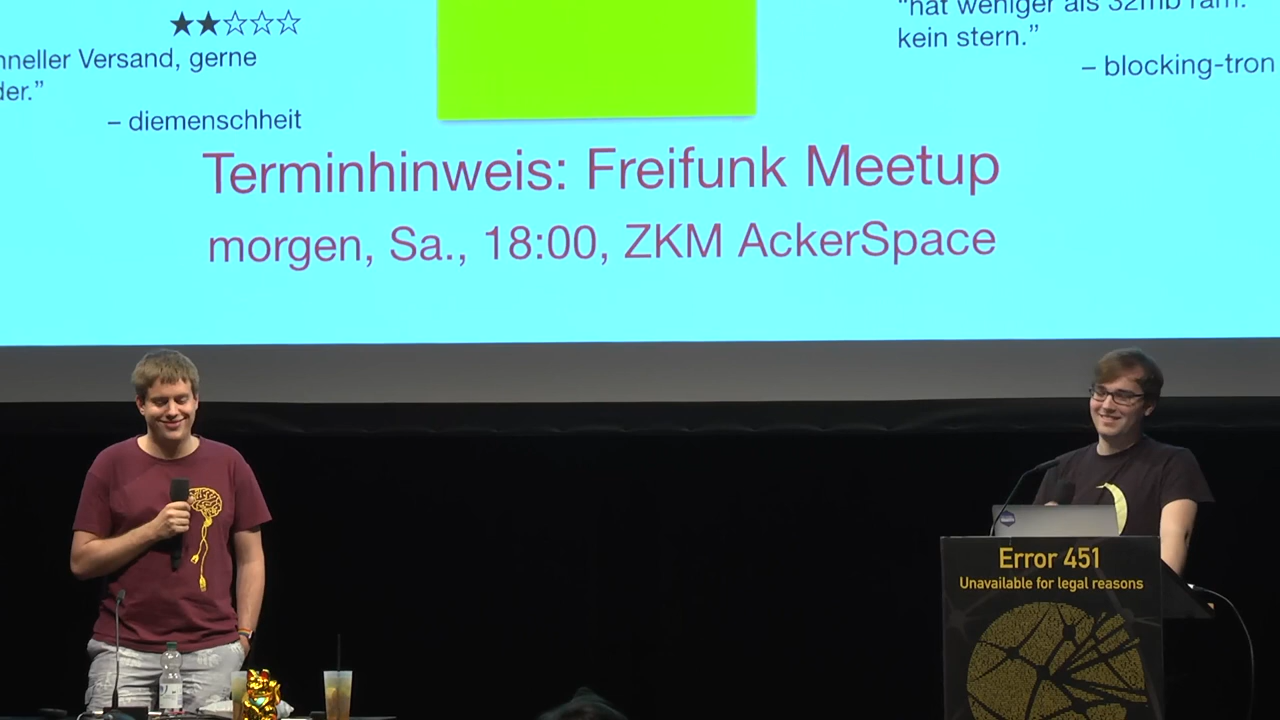 ★★☆☆☆
hneller Versand, gerne
der.”
– diemenschheit
“hat weniger als 32mb ram.
kein stern.”
– blocking-tron
Terminhinweis: Freifunk Meetup
morgen, Sa., 18:00, ZKM AckerSpace
Error 451
Unavailable for legal reasons